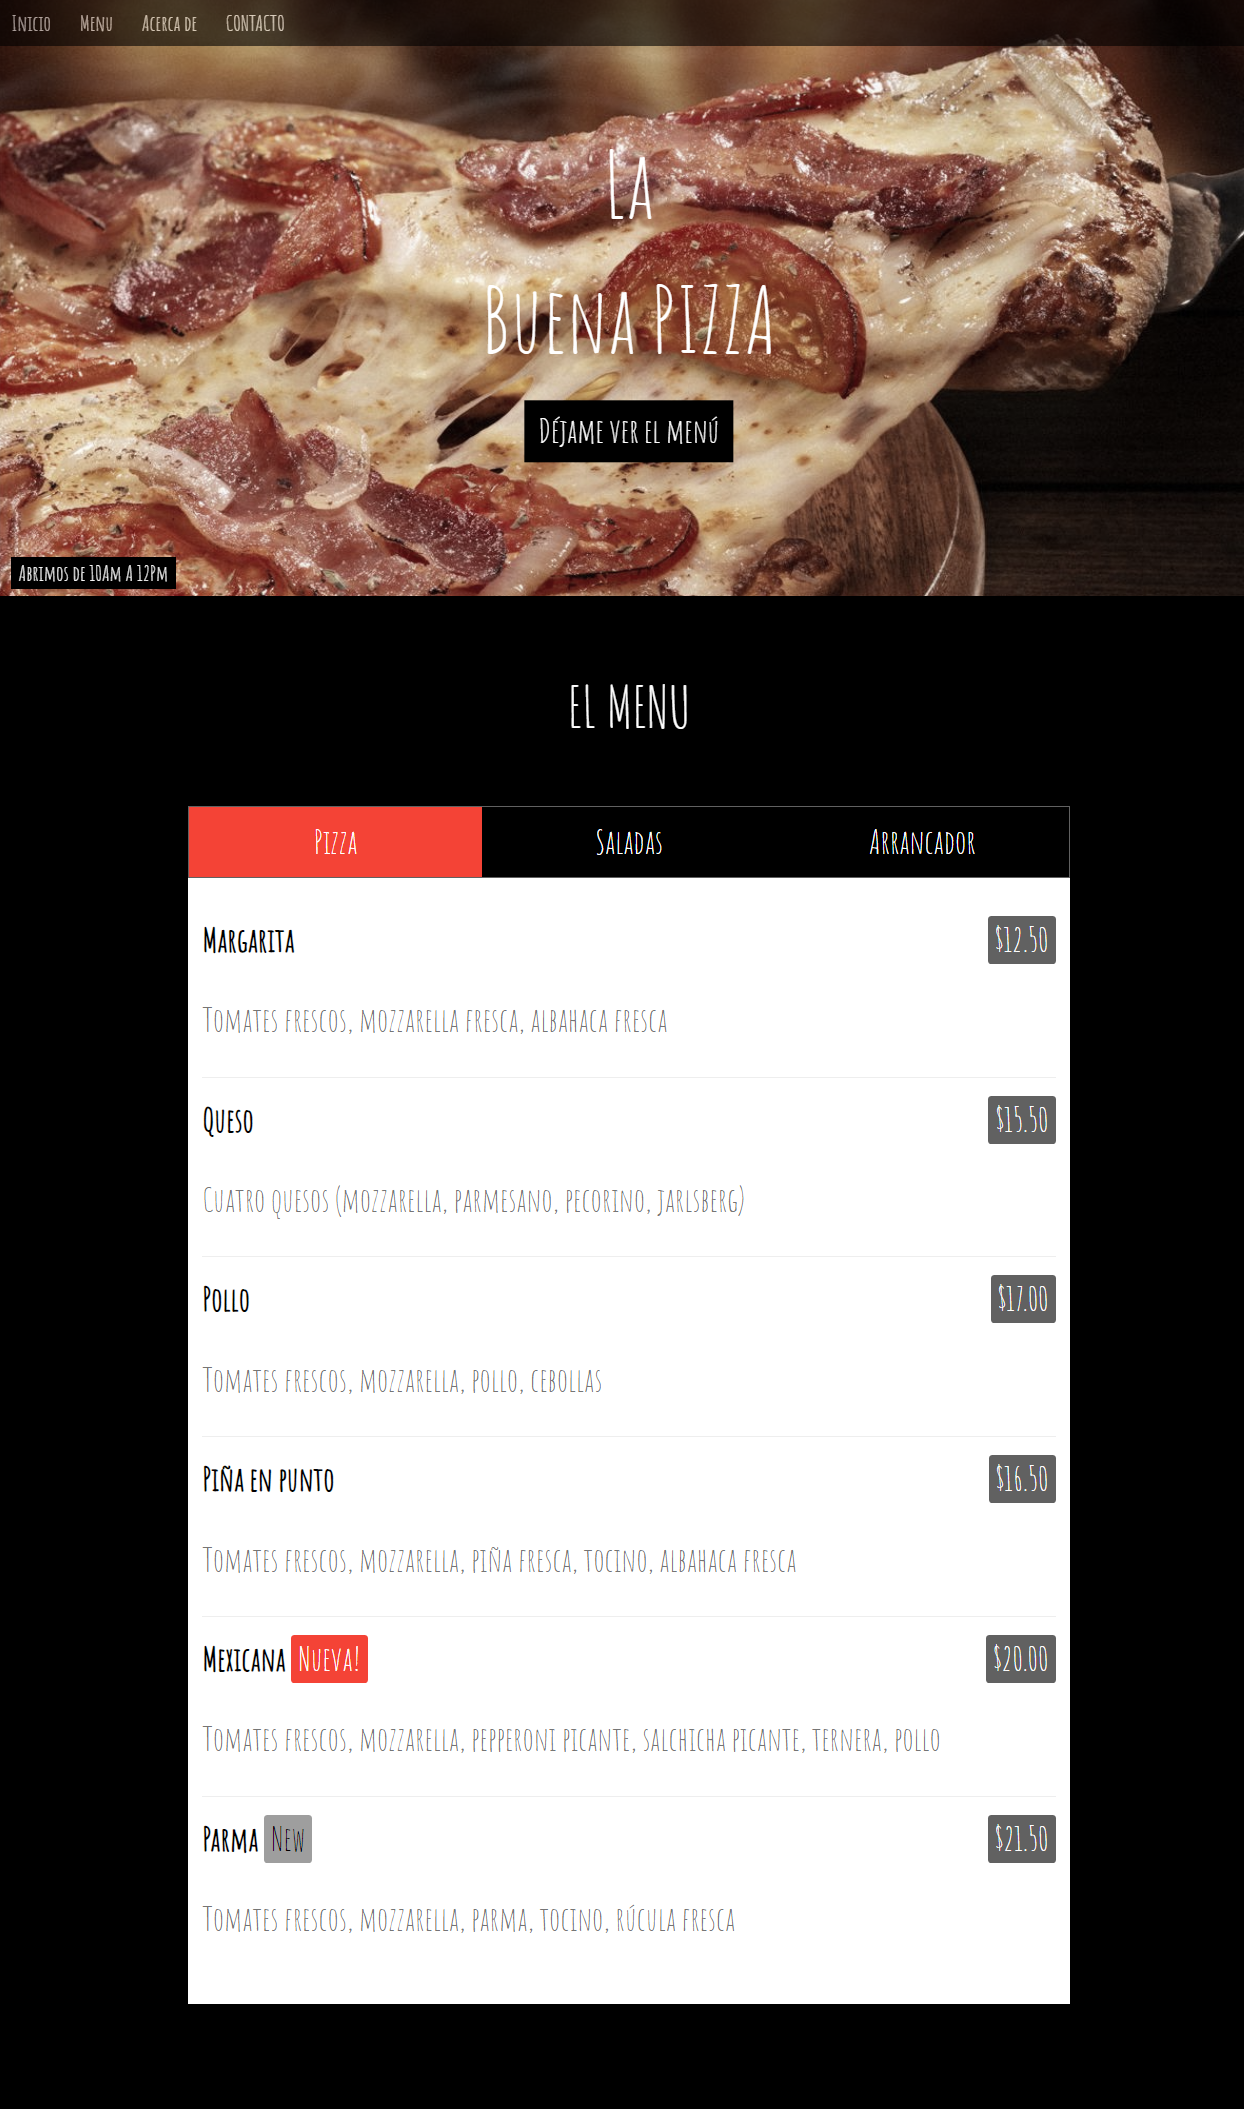 Inicio Menu Acerca de CONTACTO
La
Buena PIZZA
Déjame ver el menú
Abrimos de 10Am A 12Pm
EL MENU
Pizza Saladas Arrancador
Margarita $12.50
Tomates frescos, mozzarella fresca, albahaca fresca
Queso $15.50
Cuatro quesos (mozzarella, parmesano, pecorino, jarlsberg)
Pollo $17.00
Tomates frescos, mozzarella, pollo, cebollas
Piña en punto $16.50
Tomates frescos, mozzarella, piña fresca, tocino, albahaca fresca
Mexicana Nueva! $20.00
Tomates frescos, mozzarella, pepperoni picante, salchicha picante, ternera, pollo
Parma New $21.50
Tomates frescos, mozzarella, parma, tocino, rúcula fresca